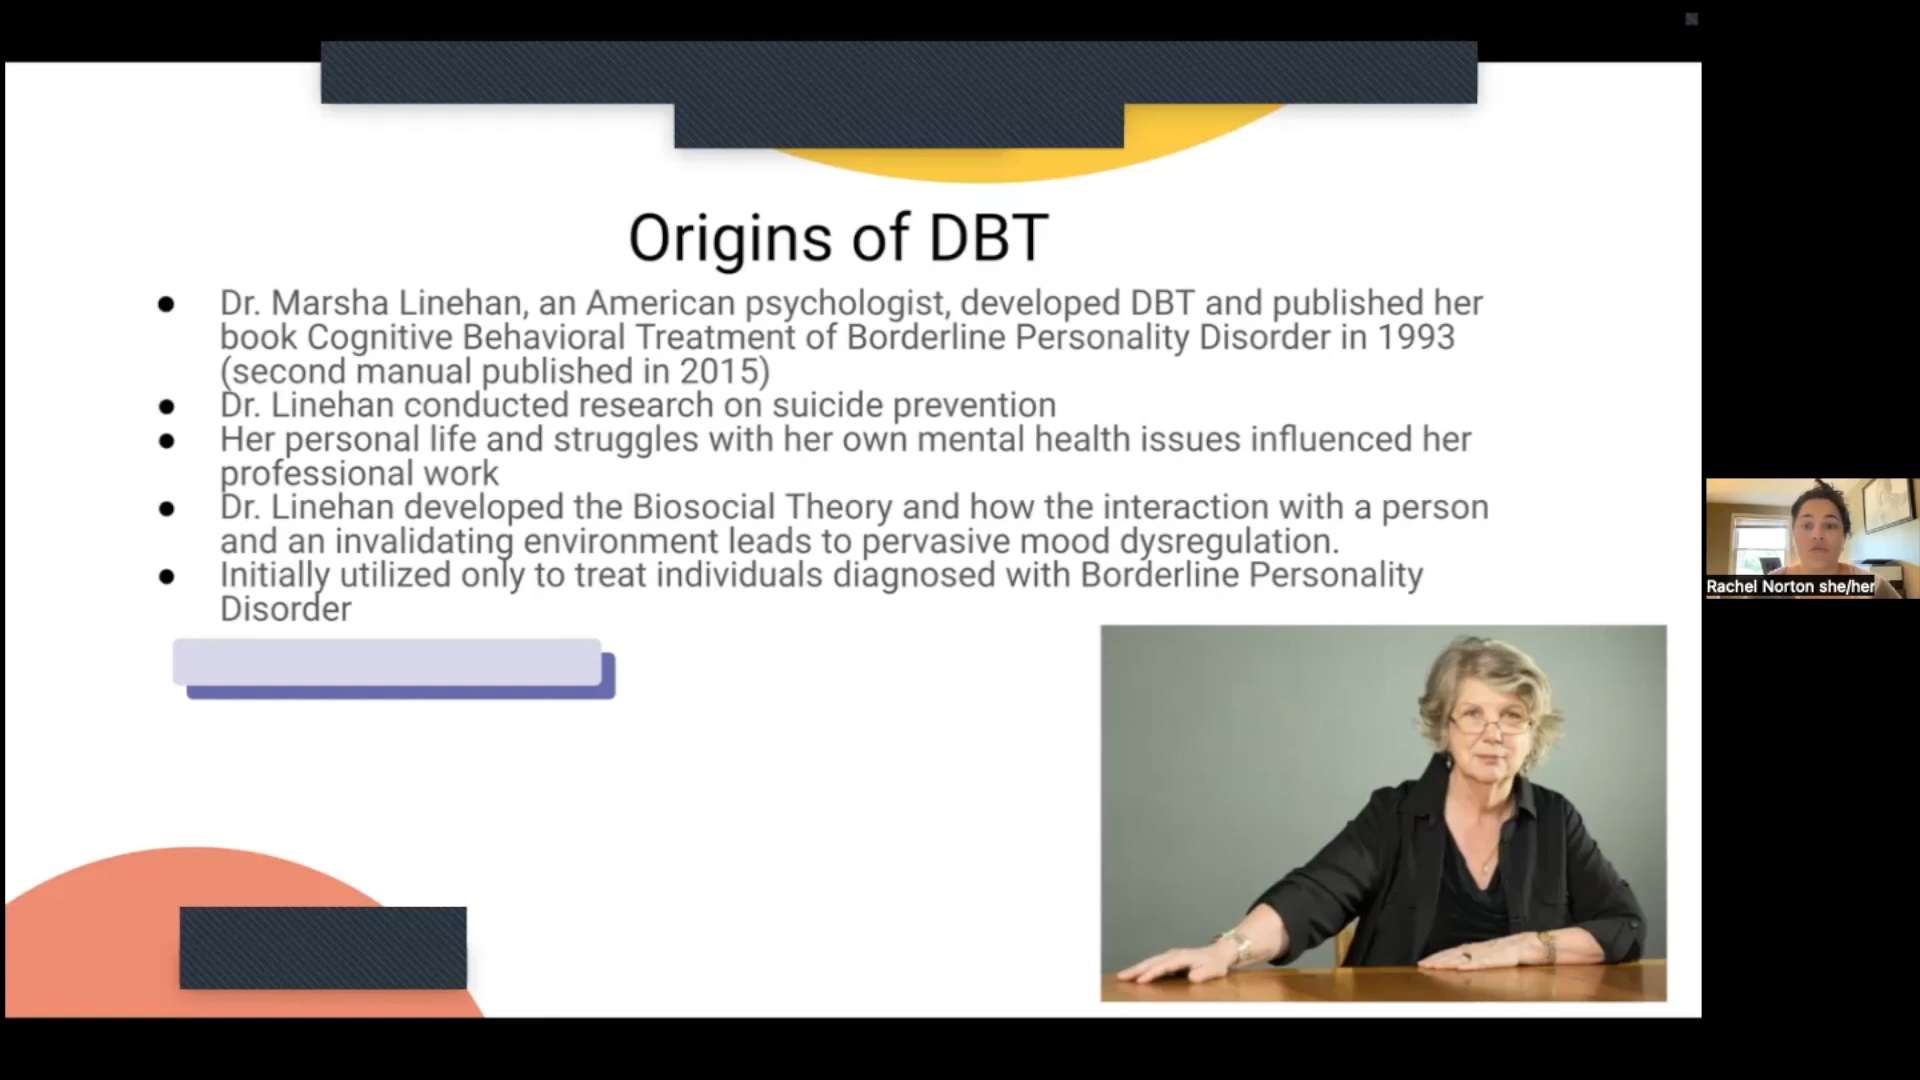 Origins of DBT
● Dr. Marsha Linehan, an American psychologist, developed DBT and published her
book Cognitive Behavioral Treatment of Borderline Personality Disorder in 1993
(second manual published in 2015)
● Dr. Linehan conducted research on suicide prevention
● Her personal life and struggles with her own mental health issues influenced her
professional work
● Dr. Linehan developed the Biosocial Theory and how the interaction with a person
and an invalidating environment leads to pervasive mood dysregulation.
● Initially utilized only to treat individuals diagnosed with Borderline Personality
Disorder
Rachel Norton she/her